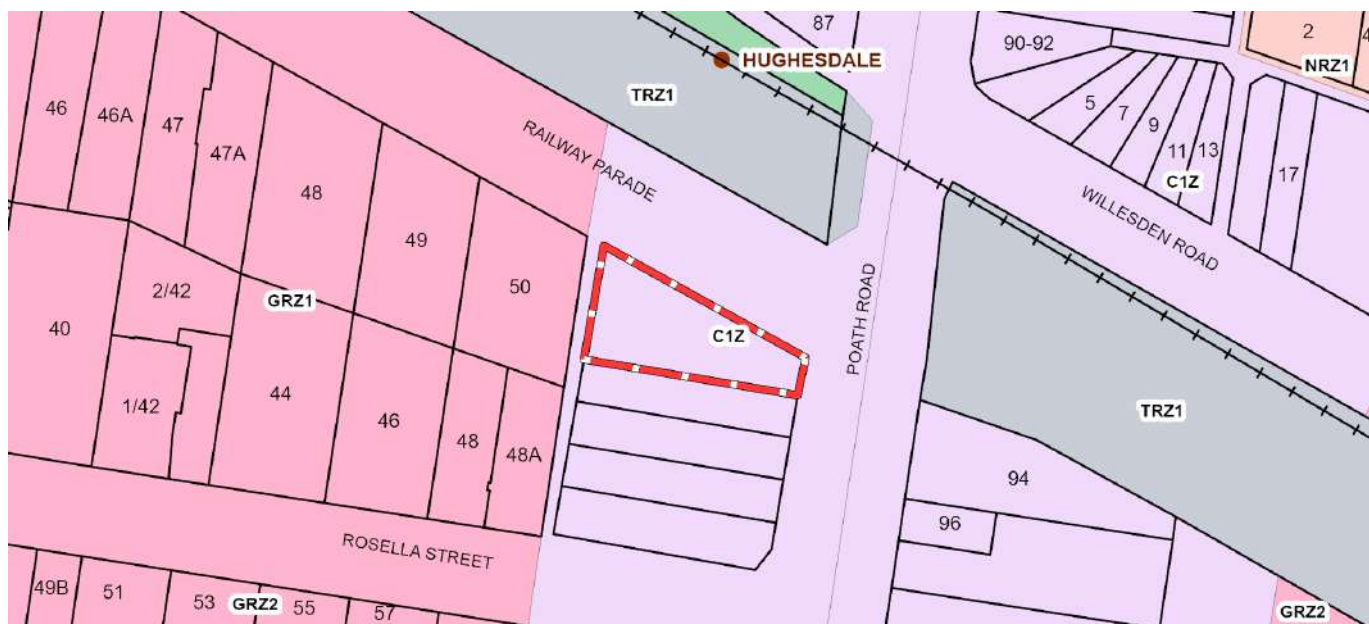 87
90-92
2
4
HUGHESDALE
NRZ1
TRZ1
46
46A
47
47A
5
7
9
11
13
RAILWAY PARADE
C1Z
17
48
49
WILLESDEN ROAD
2/42
GRZ1
50
40
C1Z
POATH ROAD
1/42
44
46
48
48A
TRZ1
94
96
ROSELLA STREET
49B
51
53
GRZ2
55
57
GRZ2